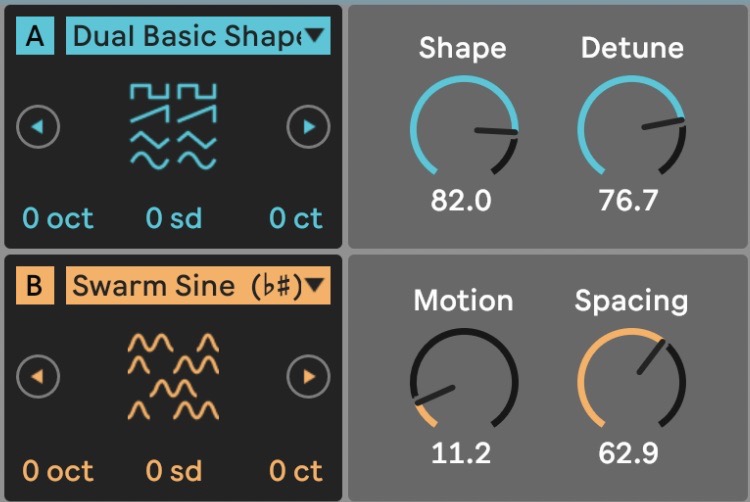 A Dual Basic Shape
Shape Detune
82.0 76.7
0 oct 0 sd 0 ct
B Swarm Sine (♭♯)
Motion Spacing
11.2 62.9
0 oct 0 sd 0 ct